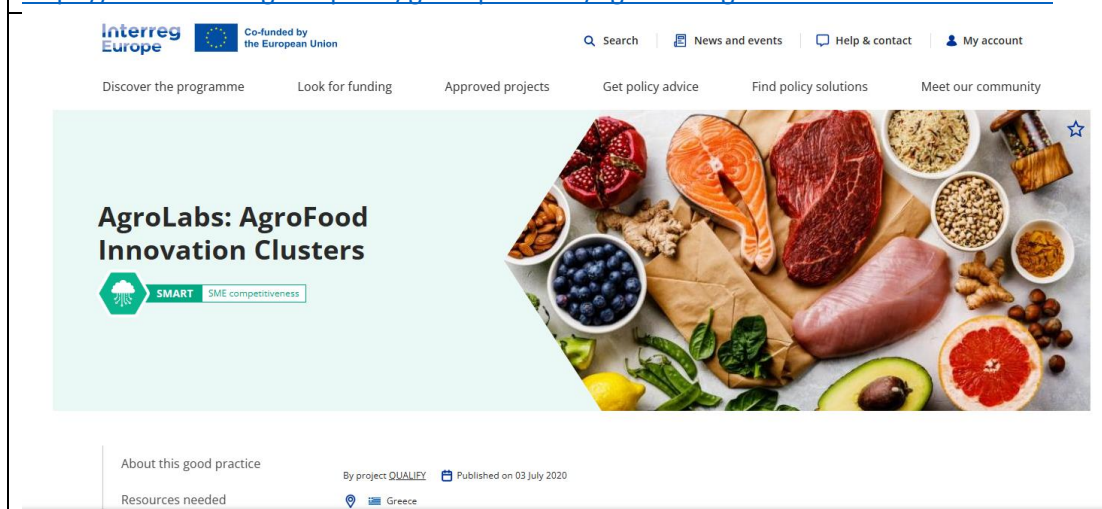 Interreg
Europe
Co-funded by
the European Union
Search
News and events
Help & contact
My account
Discover the programme
Look for funding
Approved projects
Get policy advice
Find policy solutions
Meet our community
AgroLabs: AgroFood
Innovation Clusters
SMART SME competitiveness
About this good practice
Resources needed
By project QUALIFY
Published on 03 July 2020
Greece